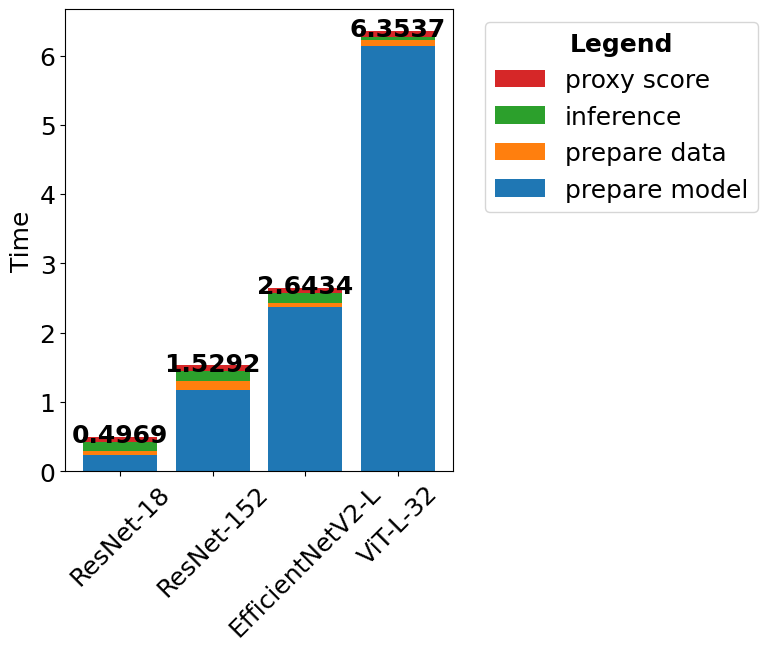 6.3537
2.6434
1.5292
0.4969
6
5
4
3
2
1
0
Time
ResNet-18
ResNet-152
EfficientNetV2-L
ViT-L-32
Legend
proxy score
inference
prepare data
prepare model